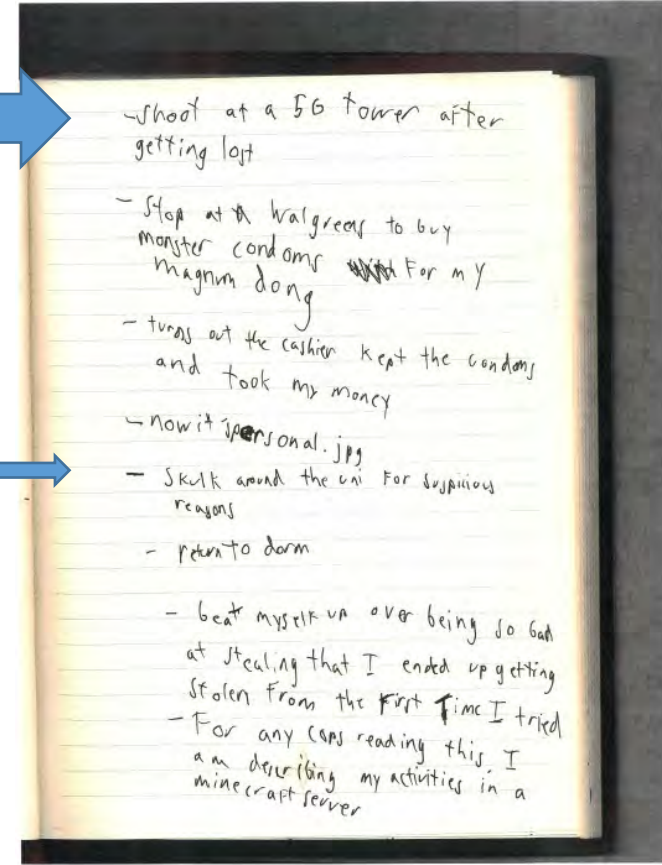 - Shoot at a 5G tower after
getting lost
- Stop at a Walgreens to buy
monster condoms for my
magnum dong
- turns out the cashier kept the condoms
and took my money
- now it'spersonal.jpg
- Skulk around the uni for suspicious
reasons
- return to dorm
- beat myself up over being so bad
at stealing that I ended up getting
stolen from the first time I tried
- For any cops reading this, I
am describing my activities in a
minecraft server